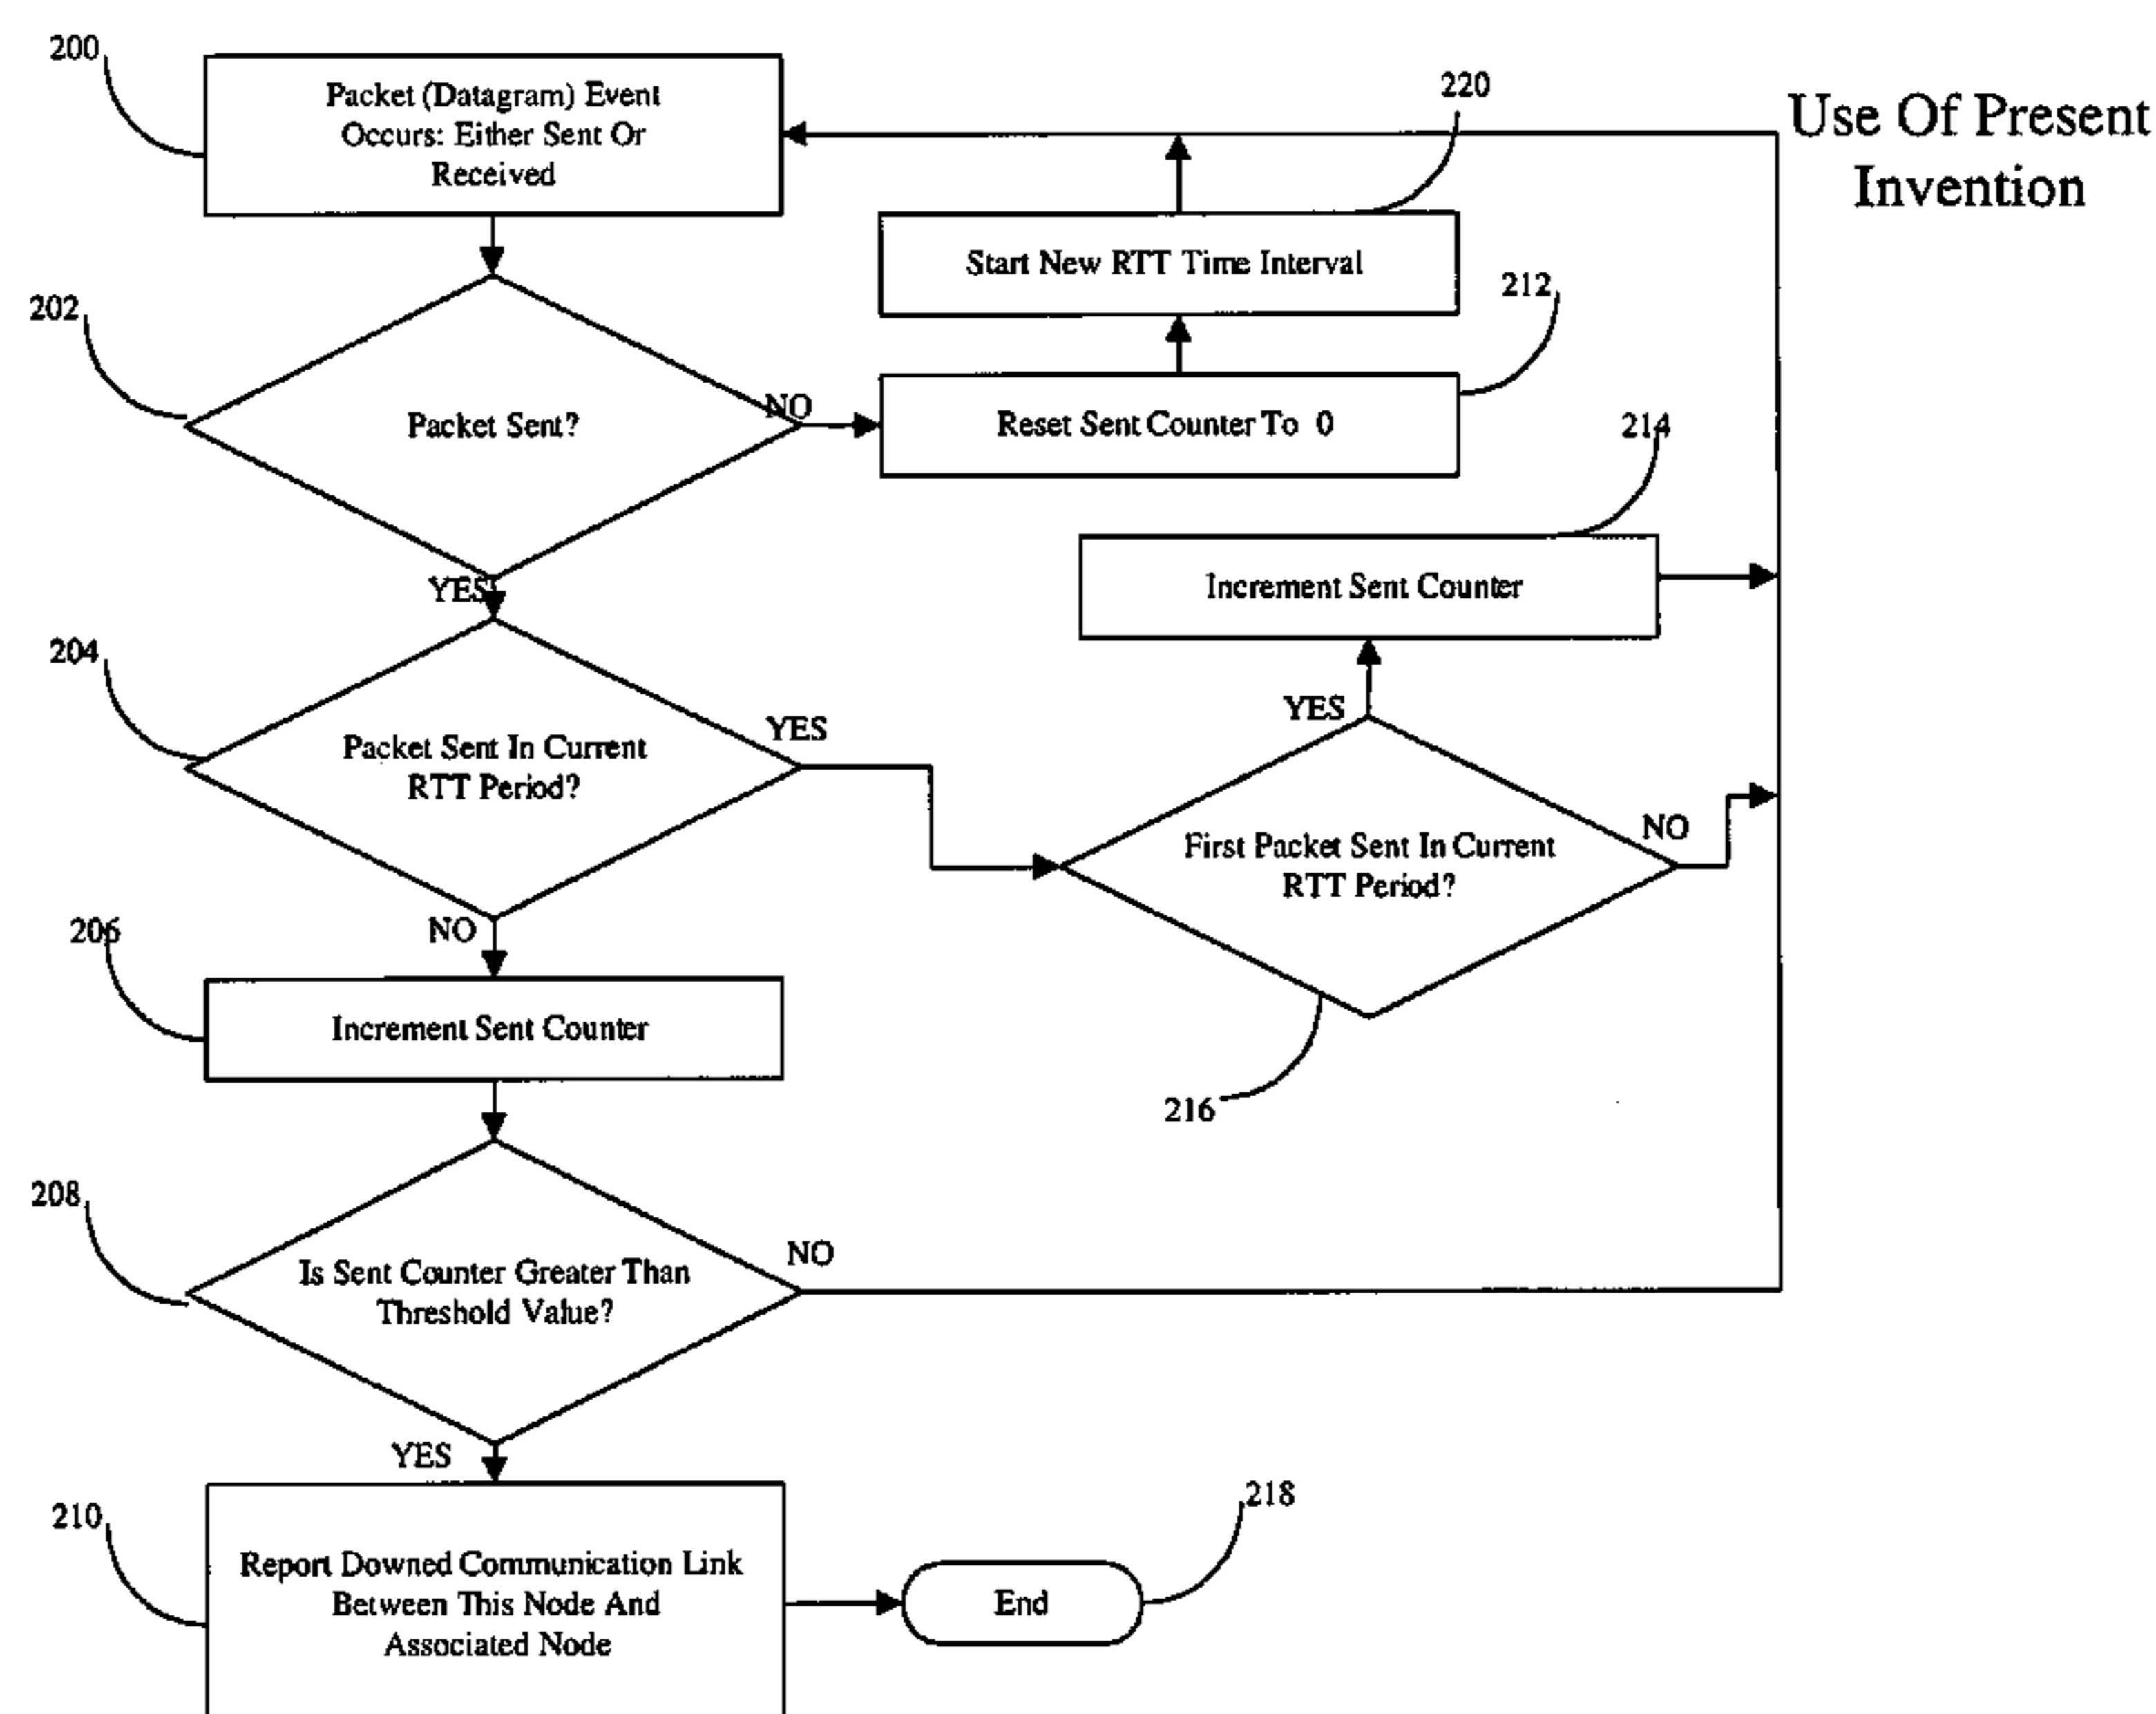 200
Packet (Datagram) Event
Occurs: Either Sent Or
Received
220
Use Of Present
Invention
Start New RTT Time Interval
212
202
Packet Sent?
NO
Reset Sent Counter To 0
214
YES
Increment Sent Counter
204
Packet Sent In Current
RTT Period?
YES
YES
First Packet Sent In Current
RTT Period?
NO
NO
206
Increment Sent Counter
216
208
Is Sent Counter Greater Than
Threshold Value?
NO
YES
210
Report Downed Communication Link
Between This Node And
Associated Node
End
218